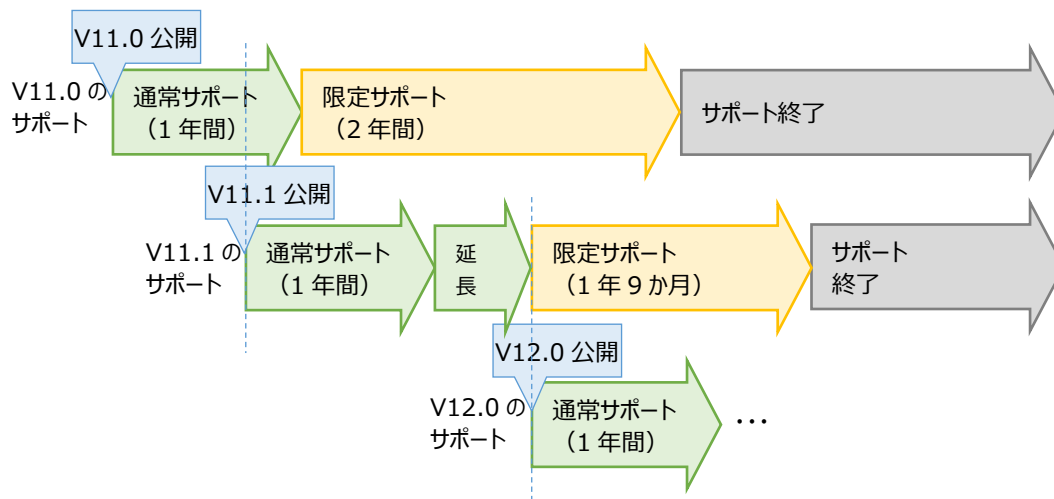 V11.0 公開
V11.0 の
サポート
通常サポート
（1 年間）
限定サポート
（2 年間）
サポート終了
V11.1 公開
V11.1 の
サポート
通常サポート
（1 年間）
延
長
限定サポート
（1 年 9 か月）
サポート
終了
V12.0 公開
V12.0 の
サポート
通常サポート
（1 年間）
…